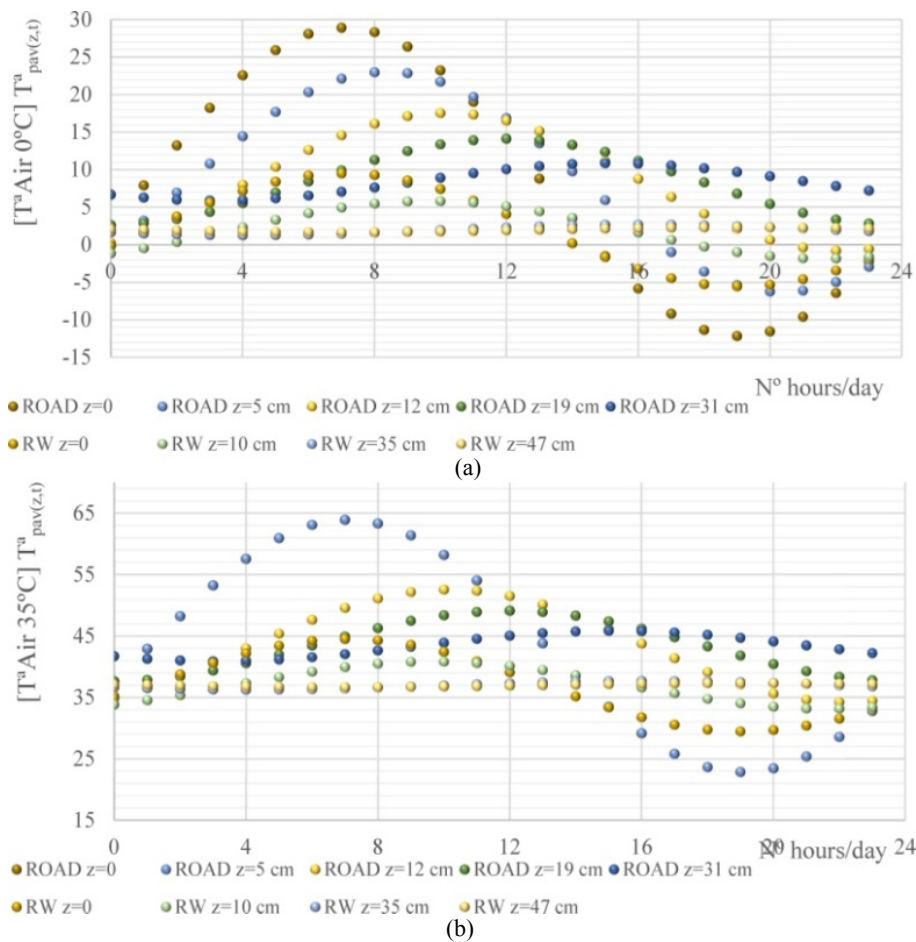 [TªAir 0ºC] Tªpav(z,t)
30
25
20
15
10
5
0
-5
-10
-15
0 4 8 12 16 20 24
Nº hours/day
ROAD z=0 ROAD z=5 cm ROAD z=12 cm ROAD z=19 cm ROAD z=31 cm
RW z=0 RW z=10 cm RW z=35 cm RW z=47 cm
(a)
[TªAir 35ºC] Tªpav(z,t)
65
55
45
35
25
15
0 4 8 12 16 20 24
Nº hours/day
ROAD z=0 ROAD z=5 cm ROAD z=12 cm ROAD z=19 cm ROAD z=31 cm
RW z=0 RW z=10 cm RW z=35 cm RW z=47 cm
(b)